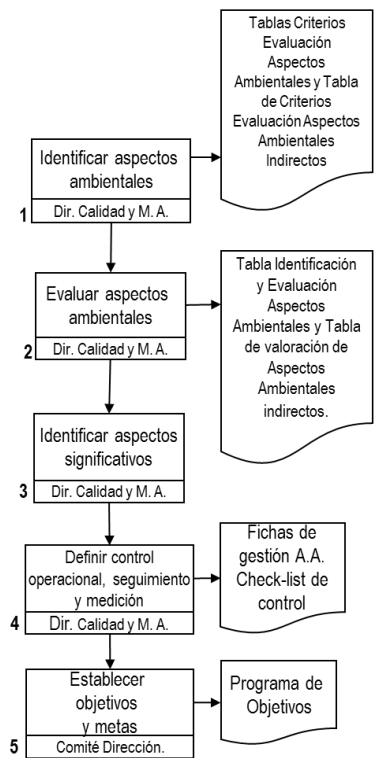 Identificar aspectos
ambientales
1
Dir. Calidad y M. A.
Tablas Criterios
Evaluación
Aspectos
Ambientales y Tabla
de Criterios
Evaluación Aspectos
Ambientales
Indirectos
Evaluar aspectos
ambientales
2
Dir. Calidad y M. A.
Tabla Identificación
y Evaluación
Aspectos
Ambientales y Tabla
de valoración de
Aspectos
Ambientales
indirectos.
Identificar aspectos
significativos
3
Dir. Calidad y M. A.
Definir control
operacional, seguimiento
y medición
4
Dir. Calidad y M. A.
Fichas de
gestión A.A.
Check-list de
control
Establecer
objetivos
y metas
5
Comité Dirección.
Programa de
Objetivos